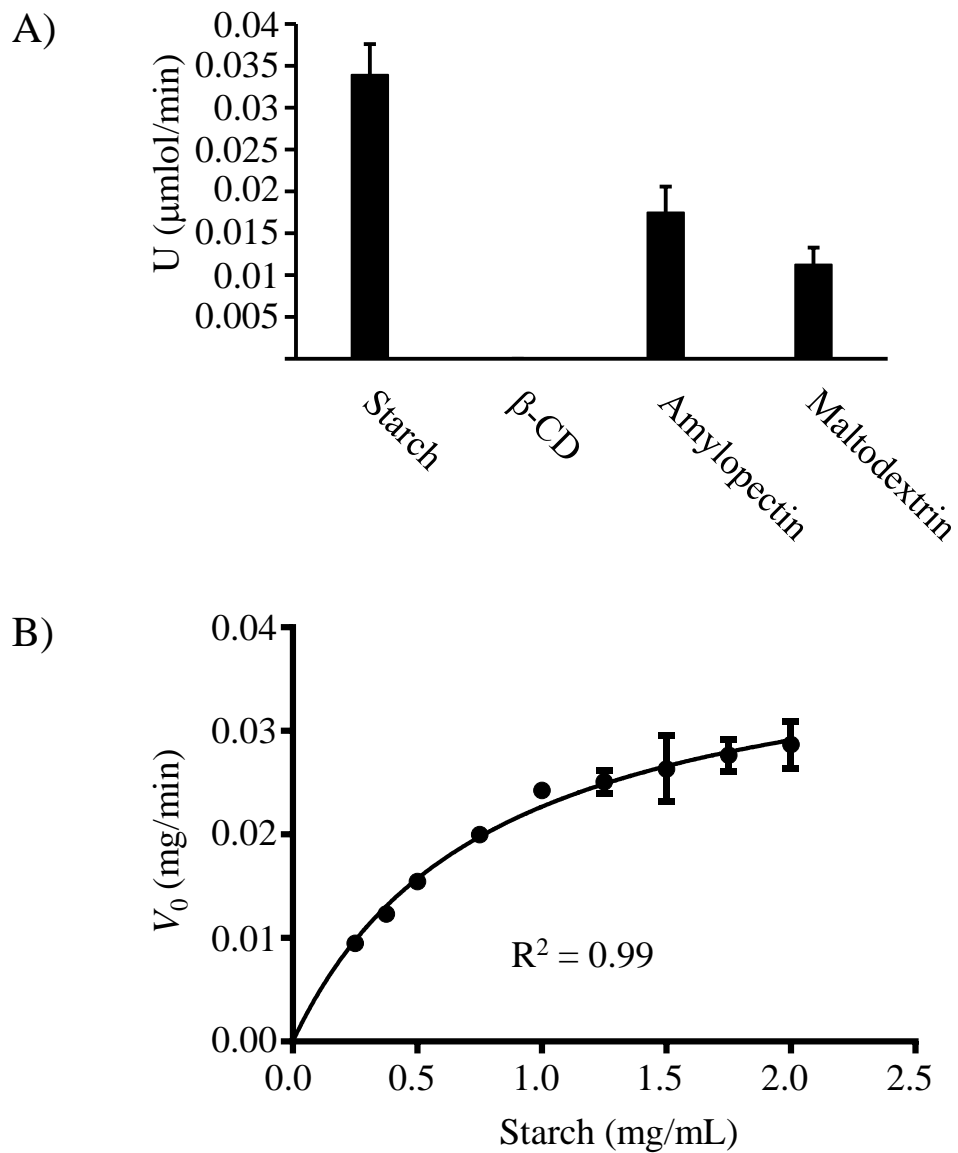 A)
U (μmlol/min)
0.04
0.035
0.03
0.025
0.02
0.015
0.01
0.005
Starch
β-CD
Amylopectin
Maltodextrin
B)
V0 (mg/min)
0.04
0.03
0.02
0.01
0.00
R² = 0.99
0.0 0.5 1.0 1.5 2.0 2.5
Starch (mg/mL)